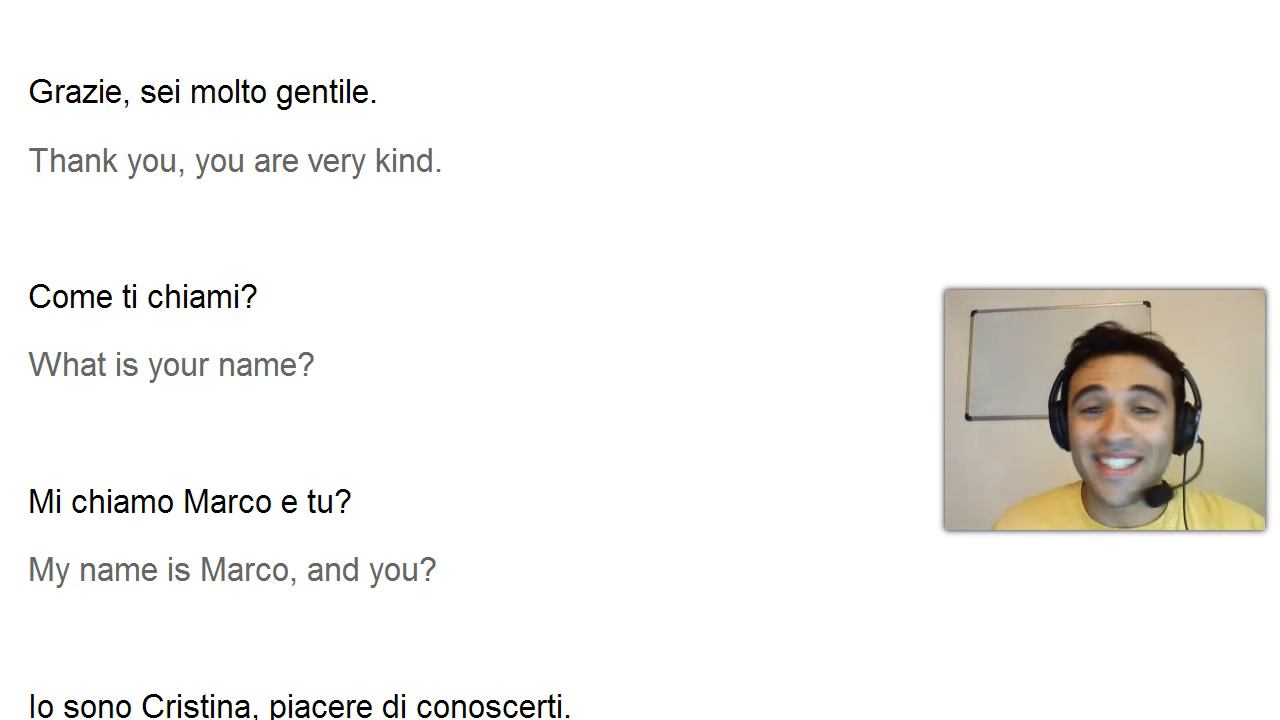 Grazie, sei molto gentile.
Thank you, you are very kind.
Come ti chiami?
What is your name?
Mi chiamo Marco e tu?
My name is Marco, and you?
Io sono Cristina, piacere di conoscerti.